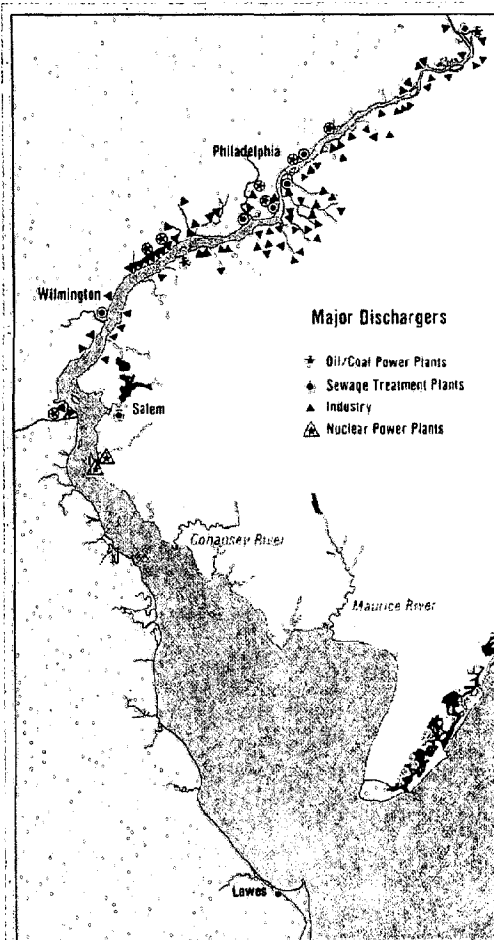 Philadelphia
Wilmington
Major Dischargers
Oil/Coal Power Plants
Sewage Treatment Plants
Industry
Nuclear Power Plants
Salem
Cohansey River
Maurice River
Lewes